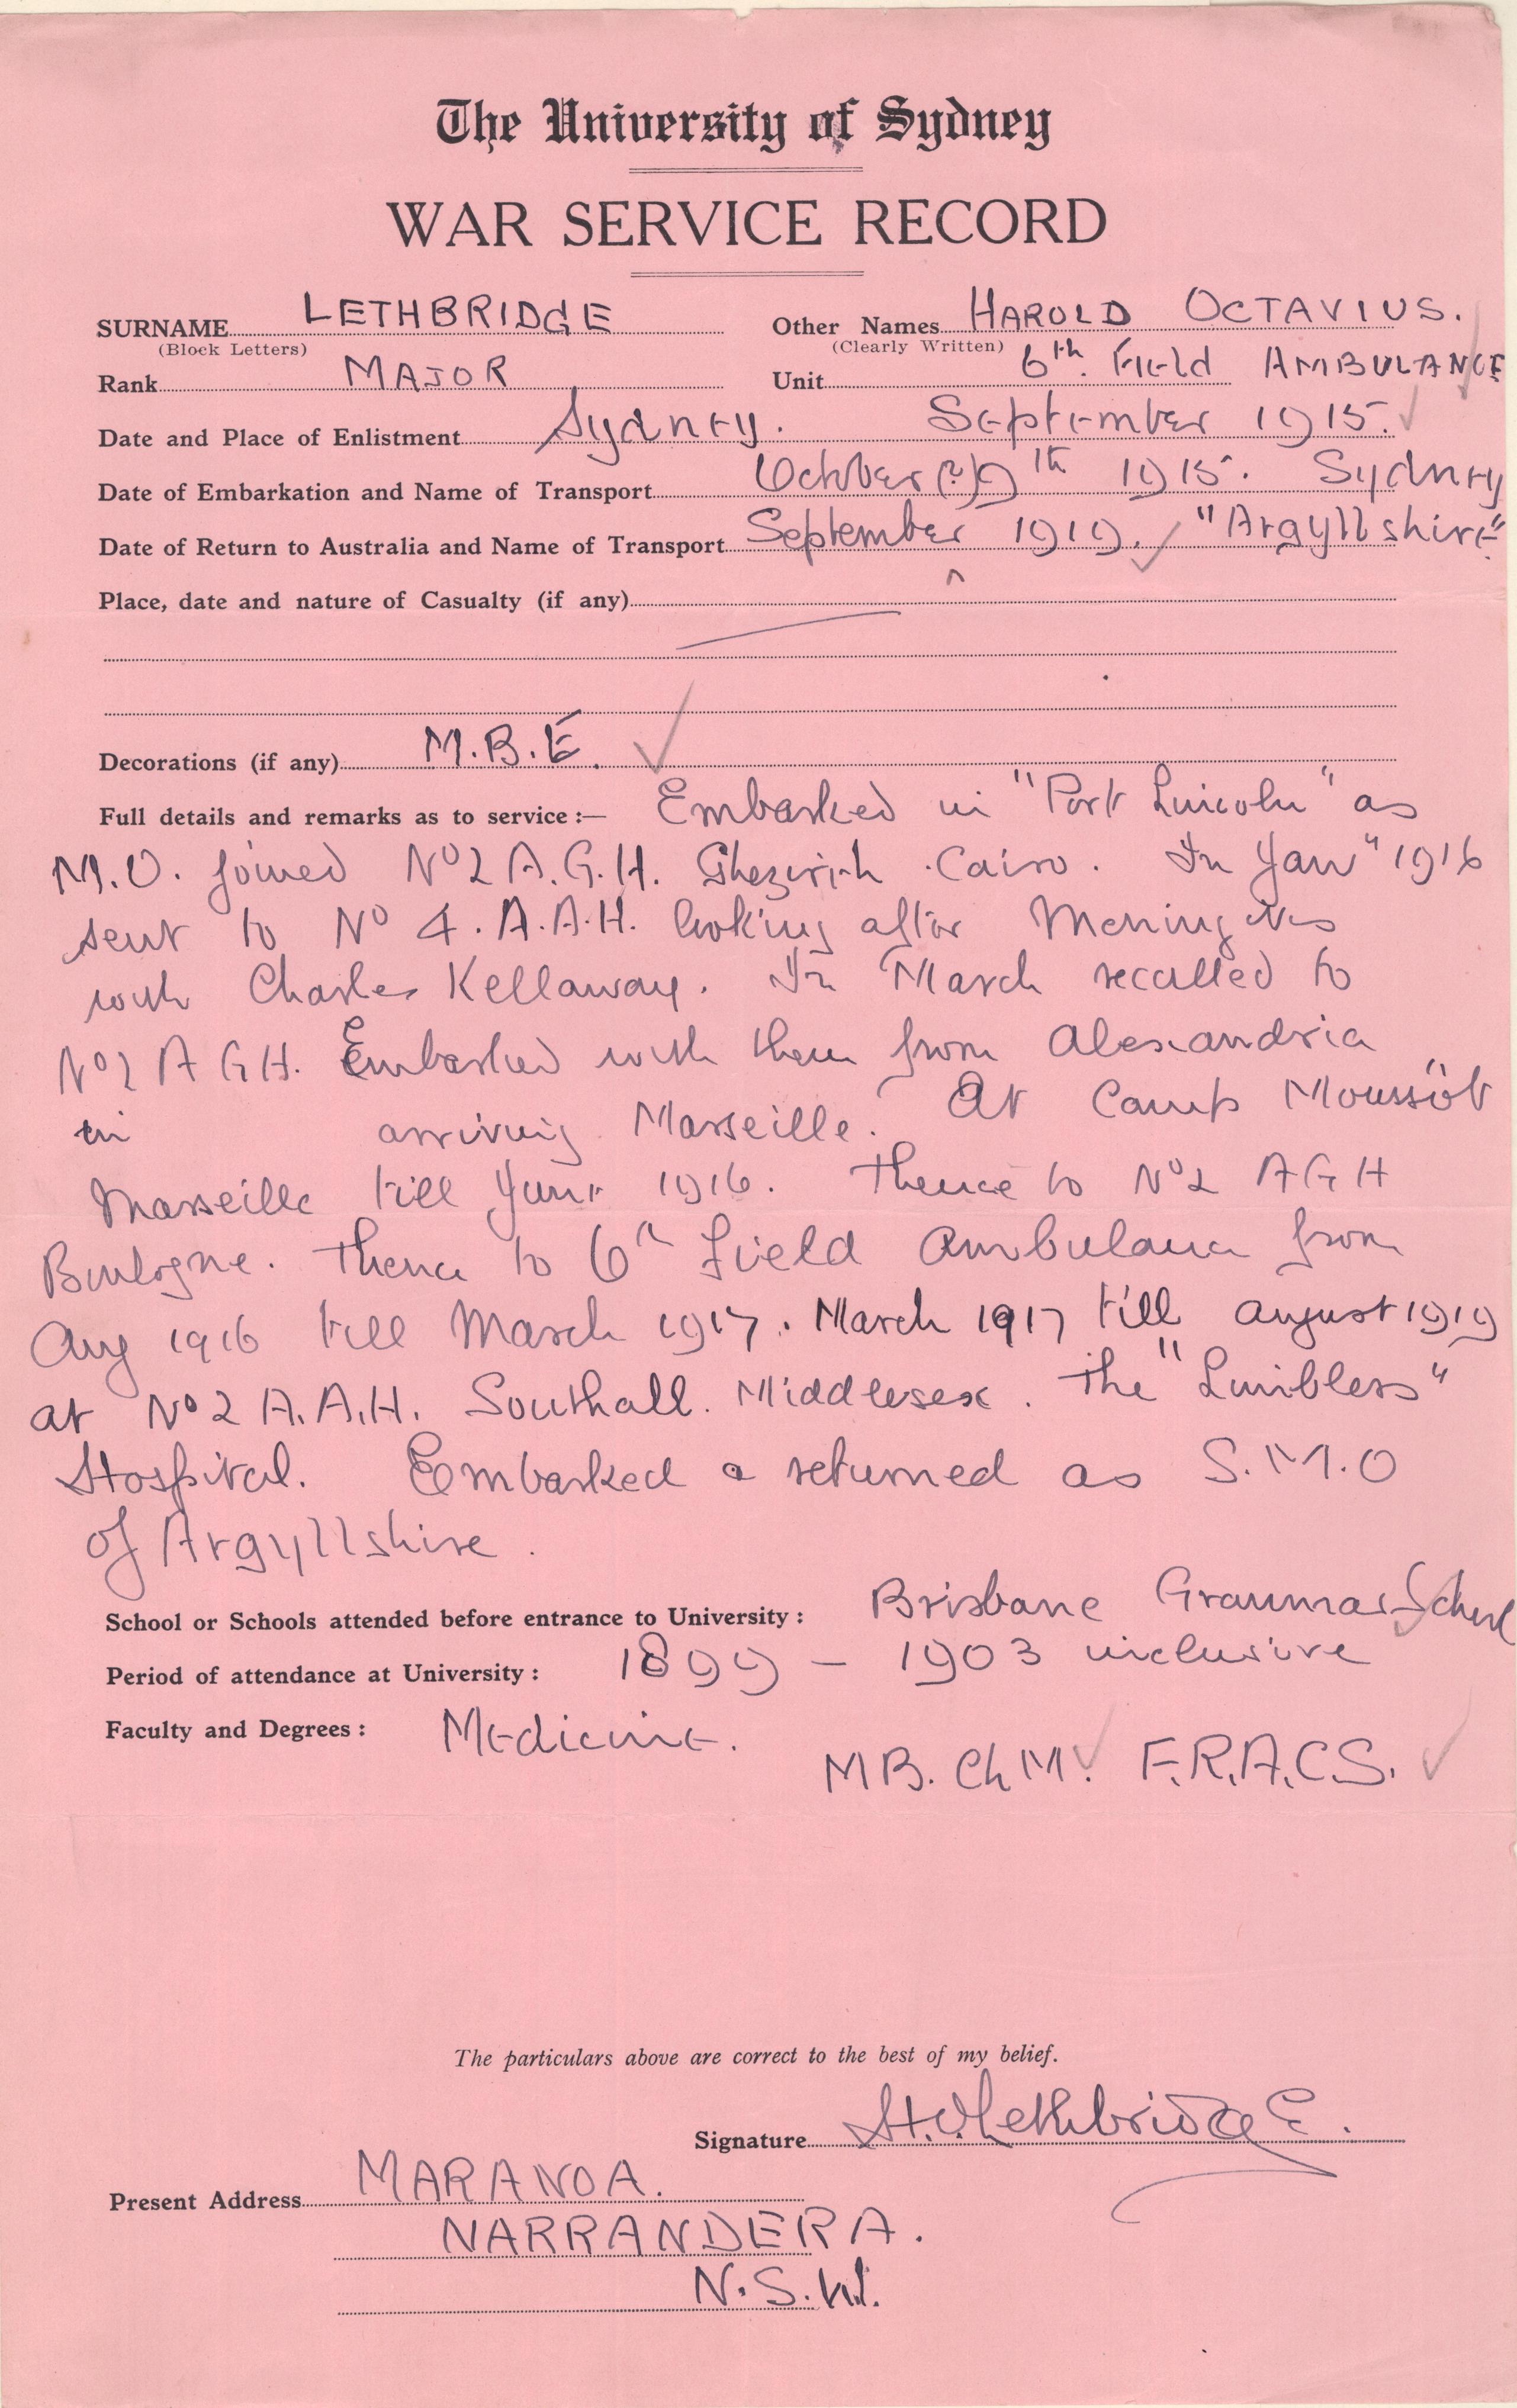 The University of Sydney
WAR SERVICE RECORD
SURNAME LETHBRIDGE Other Names HAROLD OCTAVIUS.
(Block Letters) (Clearly Written)
Rank MAJOR Unit 6th. FIELD AMBULANCE
Date and Place of Enlistment Sydney. September 1915.
Date of Embarkation and Name of Transport October (?) 9th 1915. Sydney
Date of Return to Australia and Name of Transport September 1919. "Argyllshire"
Place, date and nature of Casualty (if any)
Decorations (if any) M.B.E.
Full details and remarks as to service :— Embarked in "Port Lincoln" as
M.O. joined No 2 A.G.H. Ghezireh Cairo. In Jany 1916
sent to No 4. A.A.H. looking after Meningitis
with Charles Kellaway. In March recalled to
No 2 A G H. Embarked with them from Alexandria
in arriving Marseille. At Camp Moussot
Marseille till June 1916. Thence to No 2 A G H
Boulogne. Thence to 6th Field Ambulance from
Aug 1916 till March 1917. March 1917 till August 1919
at No 2 A.A.H. Southall. Middlesex. The "Limbless"
Hospital. Embarked & returned as S.M.O
of Argyllshire.
School or Schools attended before entrance to University : Brisbane Grammar School
Period of attendance at University : 1899 – 1903 inclusive
Faculty and Degrees : Medicine.
M B. Ch M. F.R.A.C.S.
The particulars above are correct to the best of my belief.
Signature H.O. Lethbridge.
Present Address MARANOA.
NARRANDERA.
N.S.W.